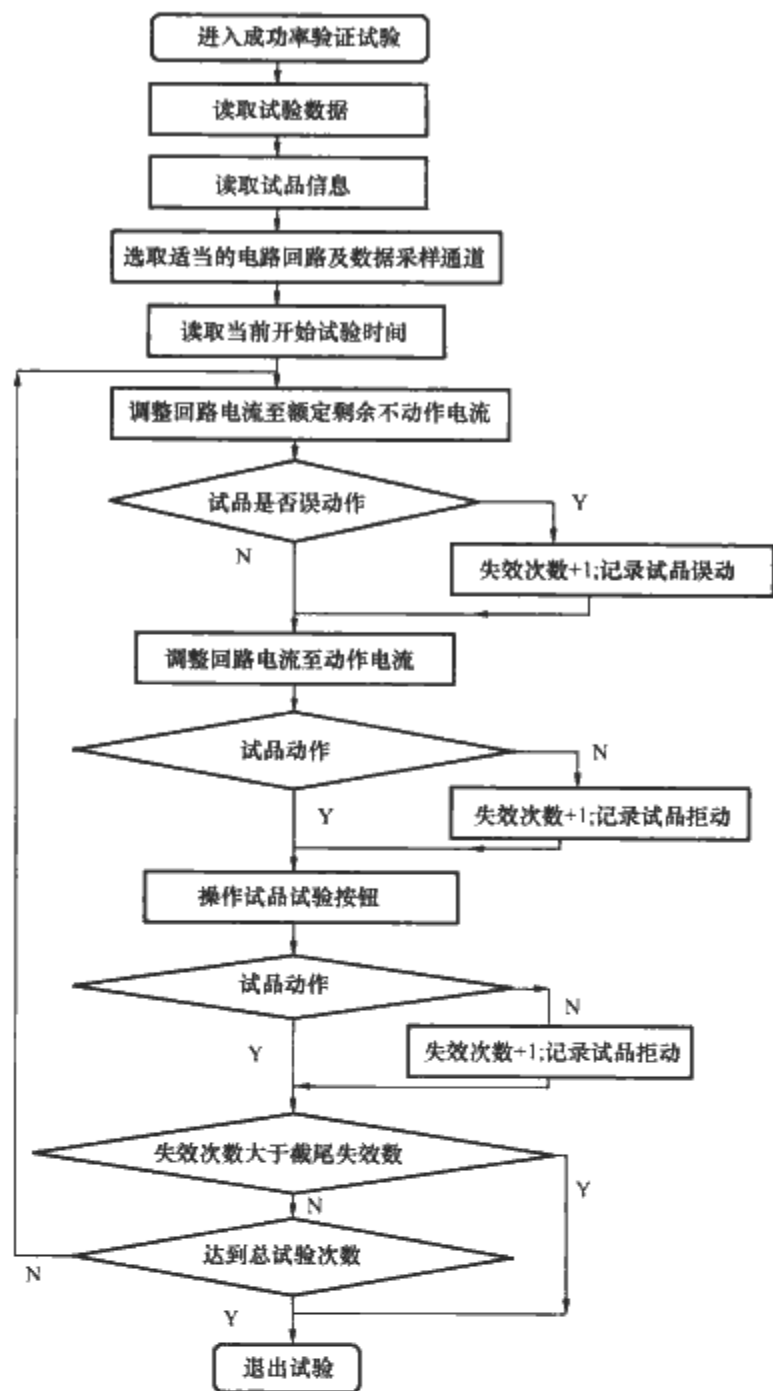 进入成功率验证试验
读取试验数据
读取试品信息
选取适当的电路回路及数据采样通道
读取当前开始试验时间
调整回路电流至额定剩余不动作电流
试品是否误动作
Y
N
失效次数+1;记录试品误动
调整回路电流至动作电流
试品动作
N
Y
失效次数+1;记录试品拒动
操作试品试验按钮
试品动作
N
Y
失效次数+1;记录试品拒动
失效次数大于截尾失效数
Y
N
达到总试验次数
N
Y
退出试验